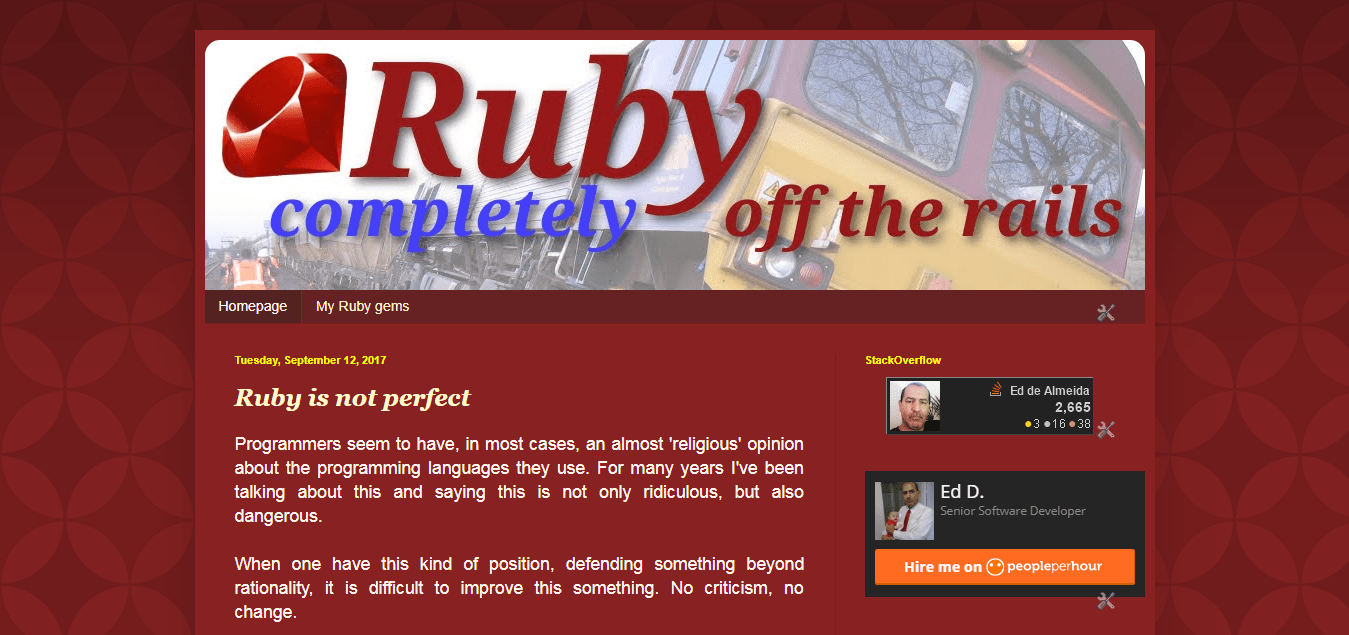 Ruby
completely off the rails
Homepage My Ruby gems
Tuesday, September 12, 2017
Ruby is not perfect
Programmers seem to have, in most cases, an almost 'religious' opinion
about the programming languages they use. For many years I've been
talking about this and saying this is not only ridiculous, but also
dangerous.
When one have this kind of position, defending something beyond
rationality, it is difficult to improve this something. No criticism, no
change.
StackOverflow
Ed de Almeida
2,665
3 16 38
Ed D.
Senior Software Developer
Hire me on peopleperhour